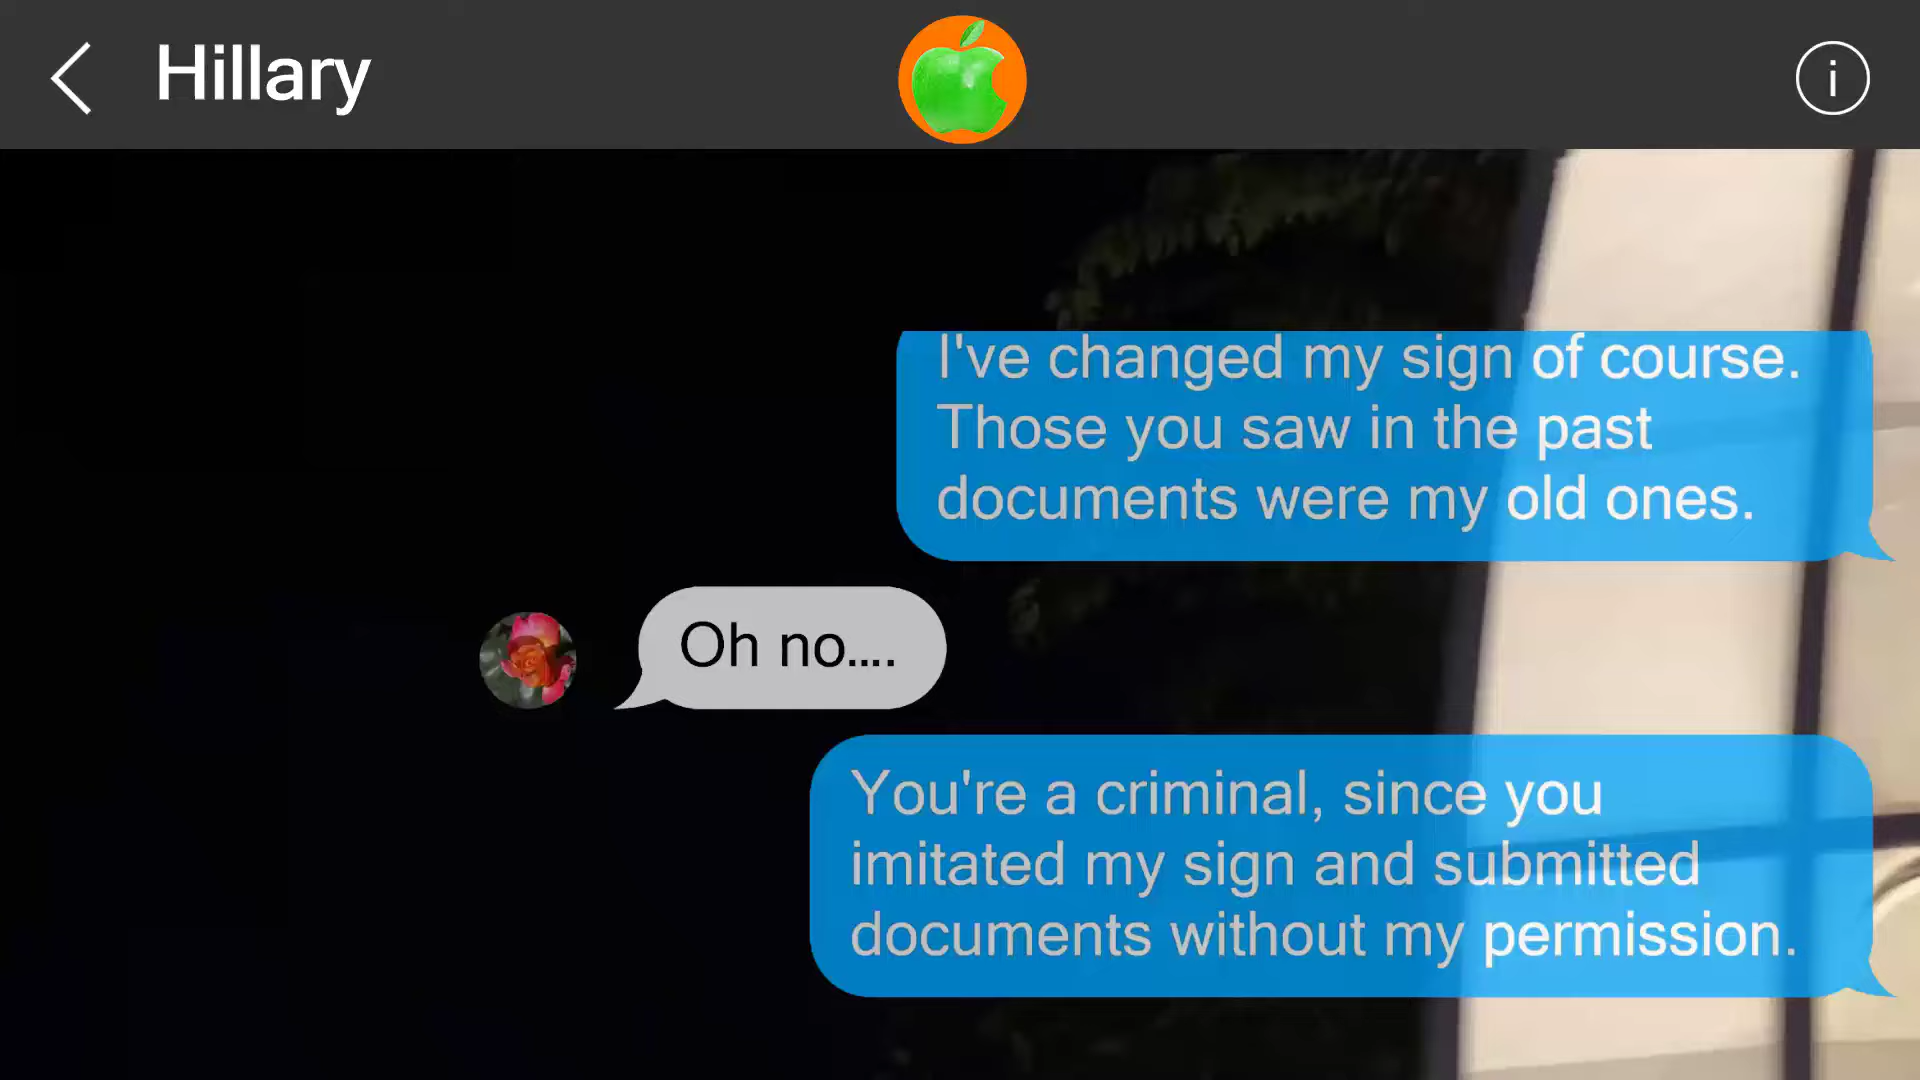 Hillary
i
I've changed my sign of course.
Those you saw in the past
documents were my old ones.
Oh no....
You're a criminal, since you
imitated my sign and submitted
documents without my permission.